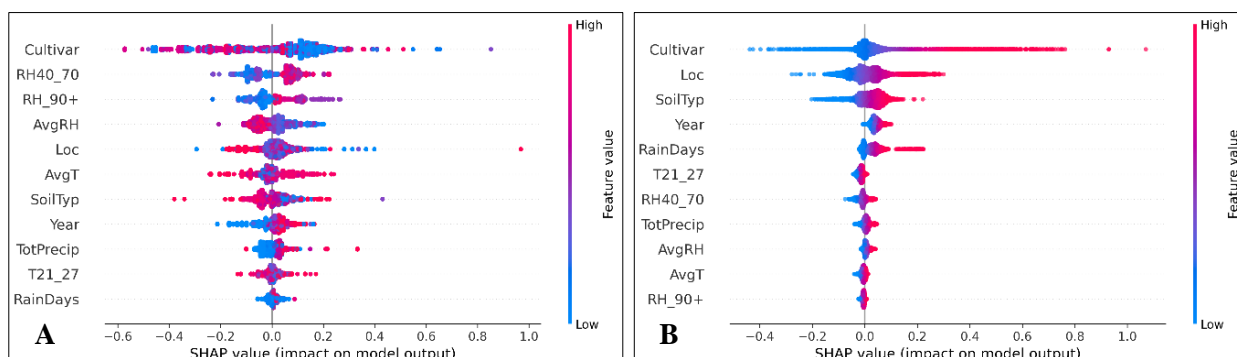 High
Cultivar
RH40_70
RH_90+
AvgRH
Loc
AvgT
SoilTyp
Year
TotPrecip
T21_27
RainDays
Feature value
Low
A
−0.6 −0.4 −0.2 0.0 0.2 0.4 0.6 0.8 1.0
SHAP value (impact on model output)
High
Cultivar
Loc
SoilTyp
Year
RainDays
T21_27
RH40_70
TotPrecip
AvgRH
AvgT
RH_90+
Feature value
Low
B
−0.4 −0.2 0.0 0.2 0.4 0.6 0.8 1.0
SHAP value (impact on model output)